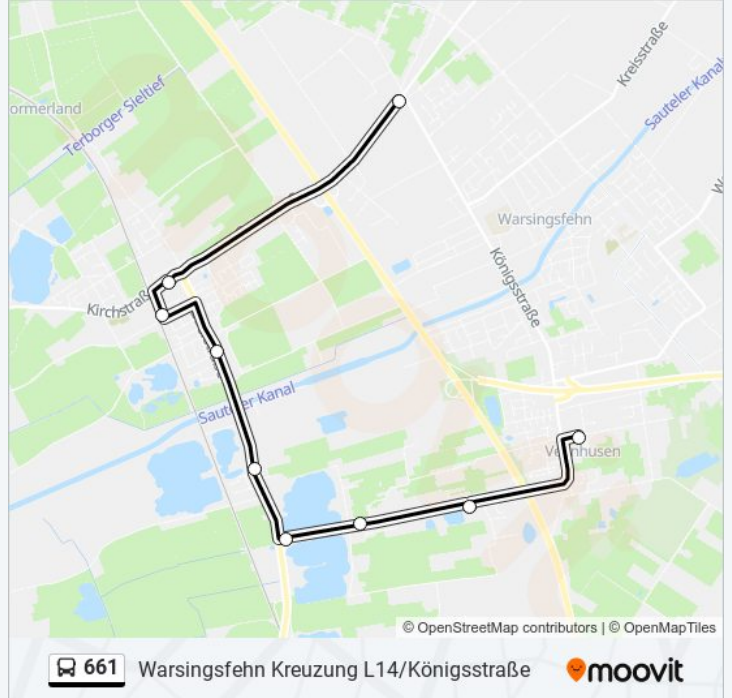 Kreisstraße
Sauteler Kanal
ormerland
Terborger Sieltief
Warsingsfehn
Königsstraße
Kirchstraß
Sauteler Kanal
© OpenStreetMap contributors | © OpenMapTiles
661 Warsingsfehn Kreuzung L14/Königsstraße
moovit